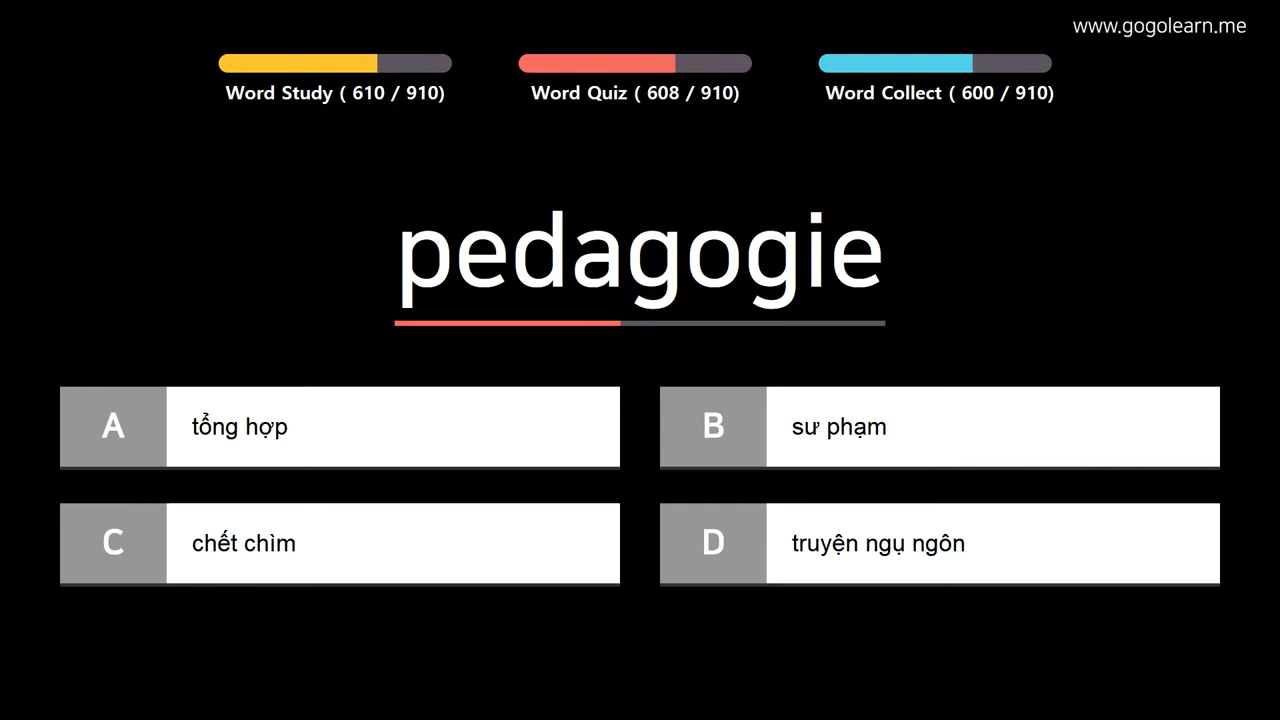 www.gogolearn.me
Word Study ( 610 / 910)
Word Quiz ( 608 / 910)
Word Collect ( 600 / 910)
pedagogie
A tổng hợp
B sư phạm
C chết chìm
D truyện ngụ ngôn